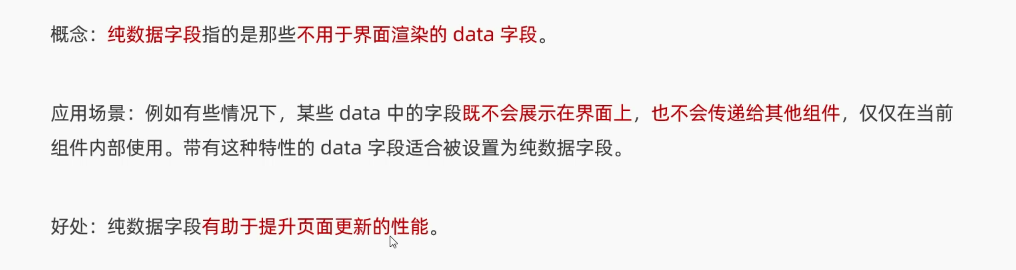 概念：纯数据字段指的是那些不用于界面渲染的 data 字段。
应用场景：例如有些情况下，某些 data 中的字段既不会展示在界面上，也不会传递给其他组件，仅仅在当前
组件内部使用。带有这种特性的 data 字段适合被设置为纯数据字段。
好处：纯数据字段有助于提升页面更新的性能。